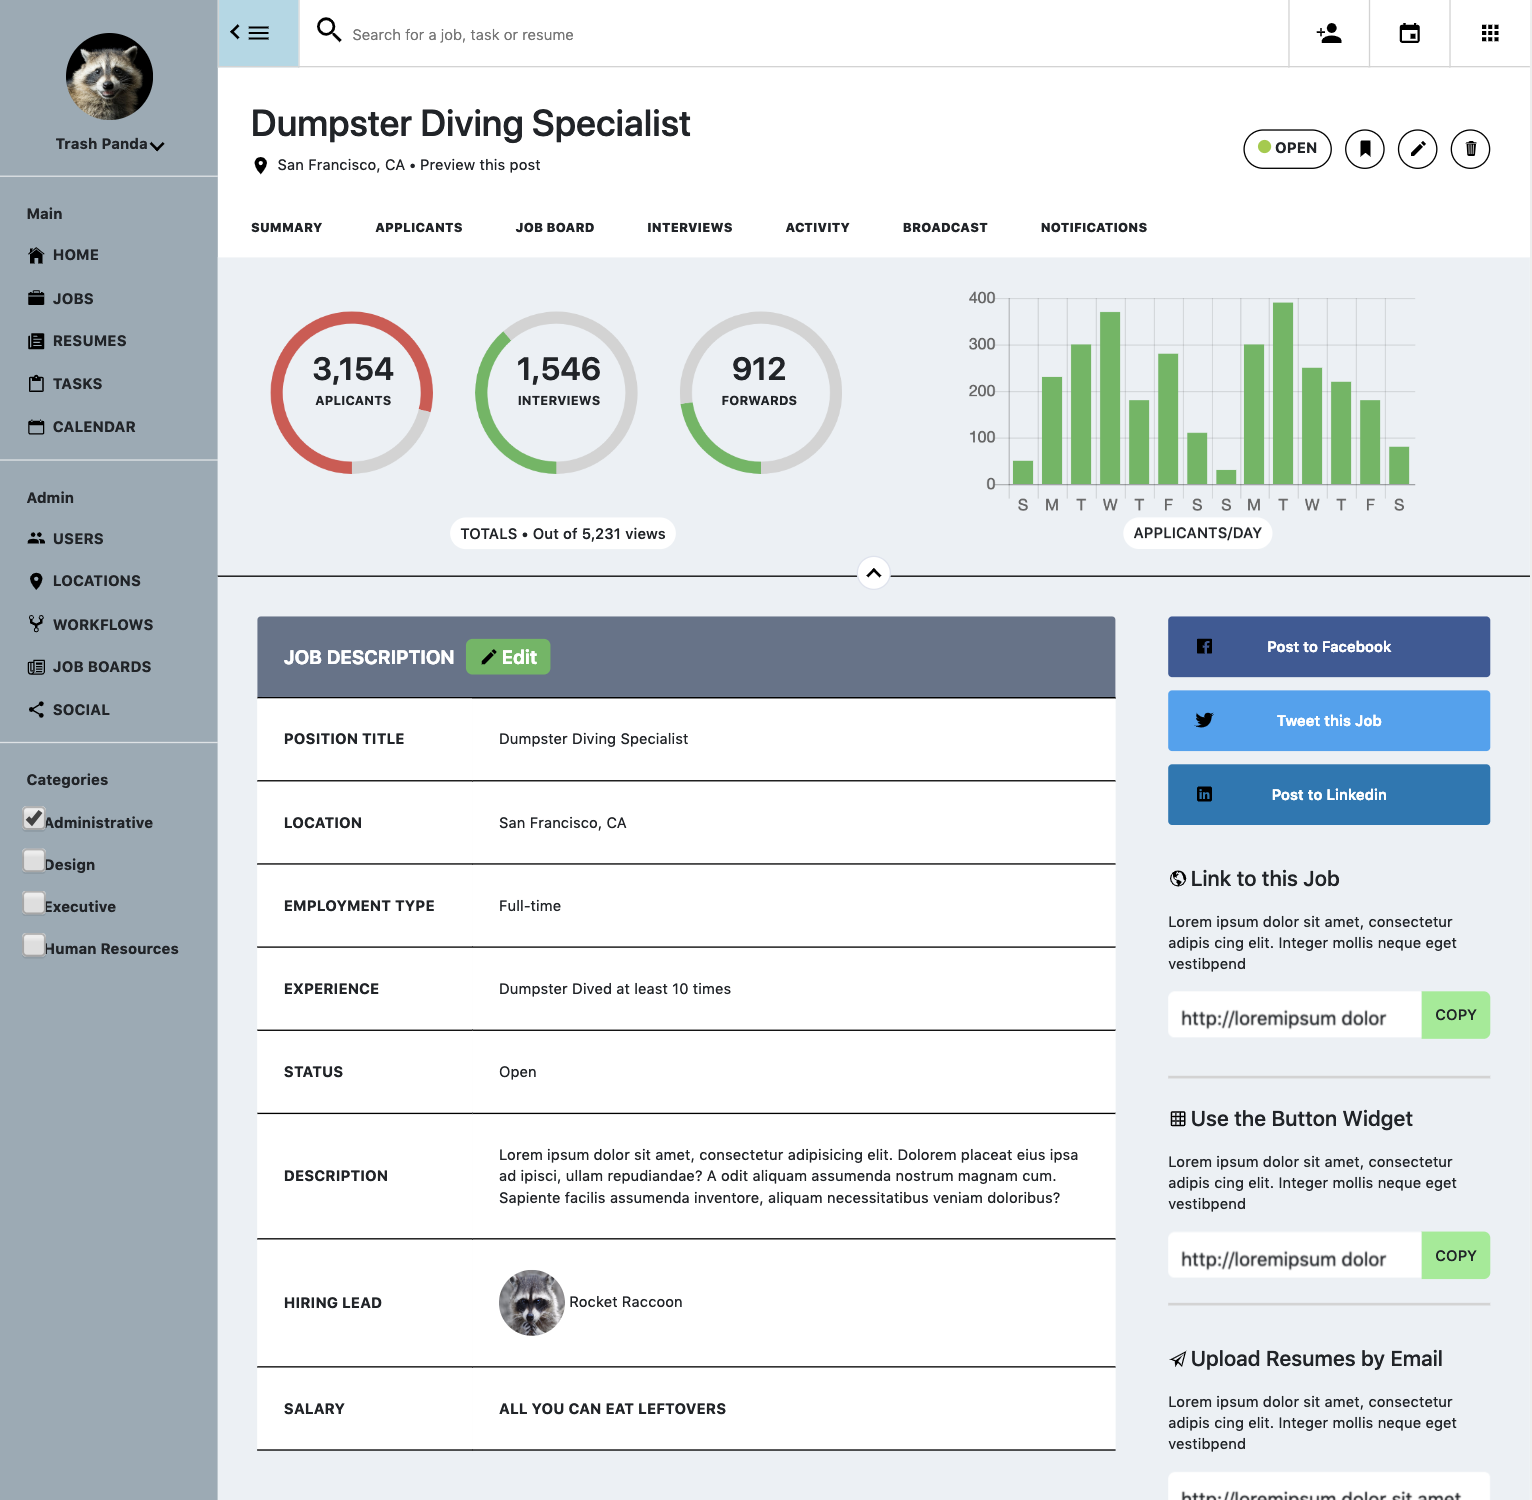 Trash Panda
Main
HOME
JOBS
RESUMES
TASKS
CALENDAR
Admin
USERS
LOCATIONS
WORKFLOWS
JOB BOARDS
SOCIAL
Categories
Administrative
Design
Executive
Human Resources
Search for a job, task or resume
Dumpster Diving Specialist
San Francisco, CA • Preview this post
OPEN
SUMMARY APPLICANTS JOB BOARD INTERVIEWS ACTIVITY BROADCAST NOTIFICATIONS
3,154
APLICANTS
1,546
INTERVIEWS
912
FORWARDS
TOTALS • Out of 5,231 views
400
300
200
100
0
S M T W T F S S M T W T F S
APPLICANTS/DAY
JOB DESCRIPTION Edit
POSITION TITLE Dumpster Diving Specialist
LOCATION San Francisco, CA
EMPLOYMENT TYPE Full-time
EXPERIENCE Dumpster Dived at least 10 times
STATUS Open
DESCRIPTION
Lorem ipsum dolor sit amet, consectetur adipisicing elit. Dolorem placeat eius ipsa
ad ipisci, ullam repudiandae? A odit aliquam assumenda nostrum magnam cum.
Sapiente facilis assumenda inventore, aliquam necessitatibus veniam doloribus?
HIRING LEAD Rocket Raccoon
SALARY ALL YOU CAN EAT LEFTOVERS
Post to Facebook
Tweet this Job
Post to Linkedin
Link to this Job
Lorem ipsum dolor sit amet, consectetur
adipis cing elit. Integer mollis neque eget
vestibpend
http://loremipsum dolor COPY
Use the Button Widget
Lorem ipsum dolor sit amet, consectetur
adipis cing elit. Integer mollis neque eget
vestibpend
http://loremipsum dolor COPY
Upload Resumes by Email
Lorem ipsum dolor sit amet, consectetur
adipis cing elit. Integer mollis neque eget
vestibpend
http://loremipsum dolor sit amet